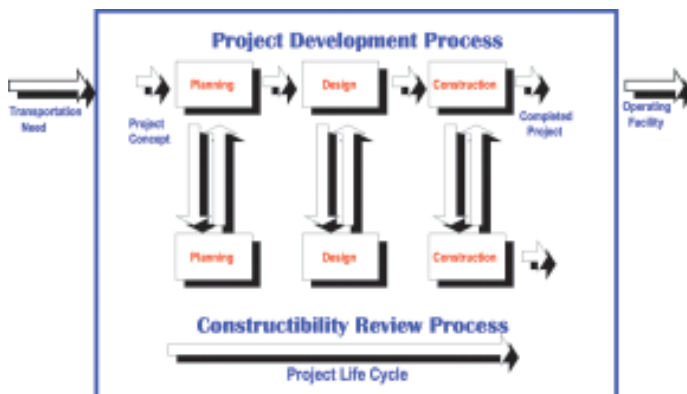 Project Development Process
Planning
Design
Construction
Transportation
Need
Project
Concept
Completed
Project
Operating
Facility
Planning
Design
Construction
Constructibility Review Process
Project Life Cycle